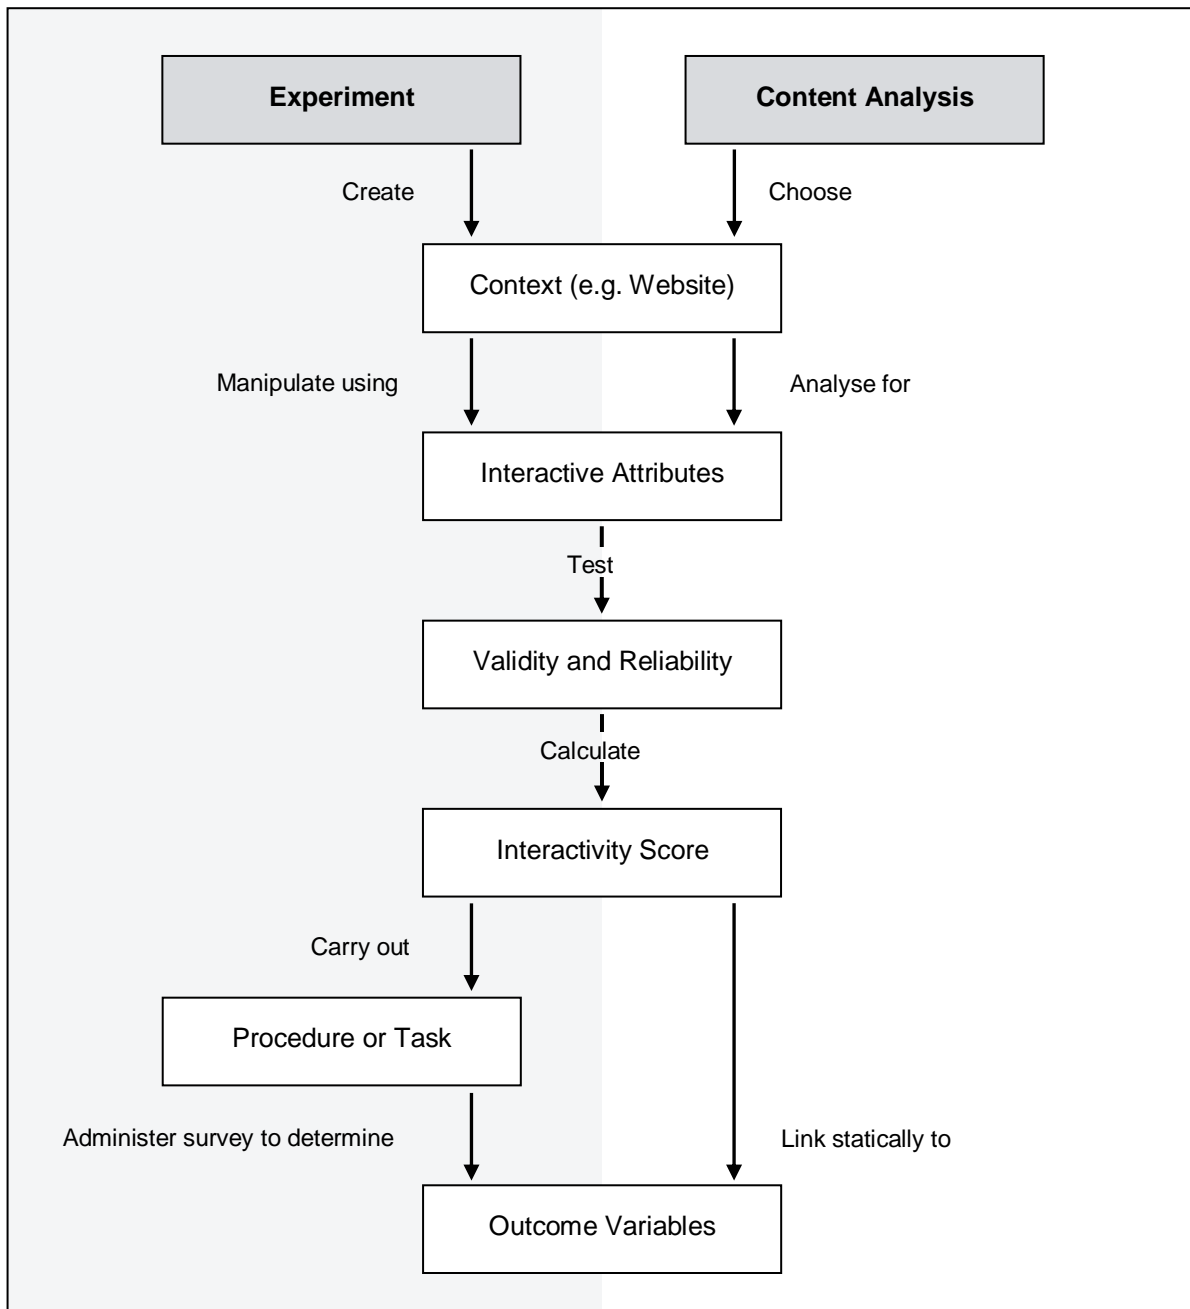 Experiment
Content Analysis
Create
Choose
Context (e.g. Website)
Manipulate using
Analyse for
Interactive Attributes
Test
Validity and Reliability
Calculate
Interactivity Score
Carry out
Procedure or Task
Administer survey to determine
Link statically to
Outcome Variables